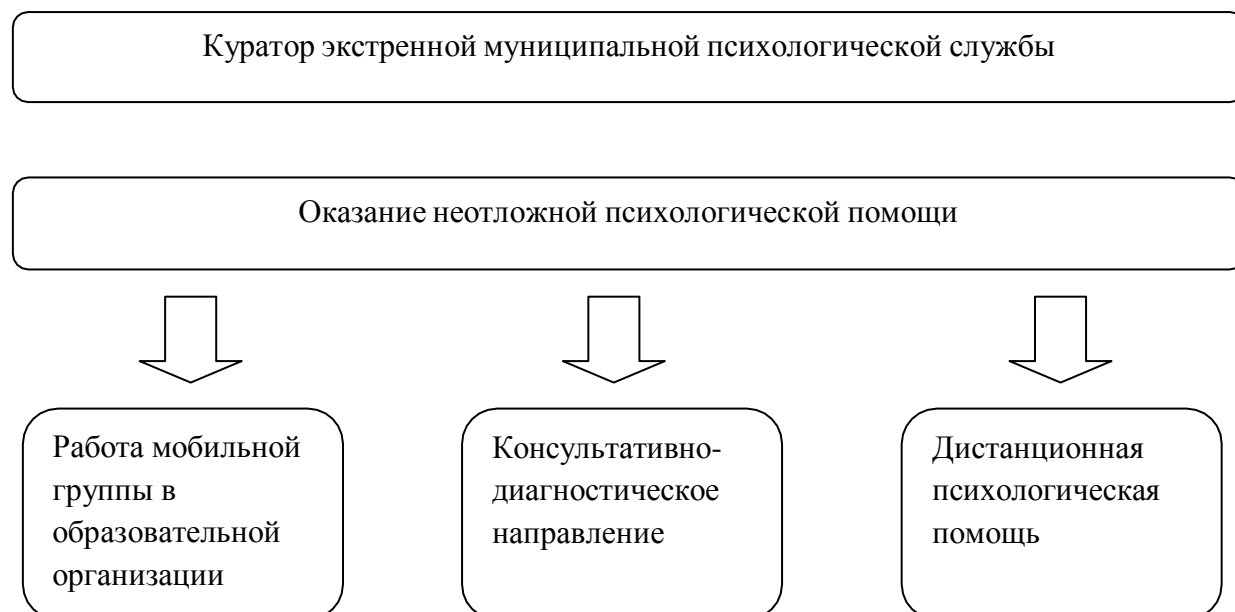 Куратор экстренной муниципальной психологической службы
Оказание неотложной психологической помощи
Работа мобильной
группы в
образовательной
организации
Консультативно-
диагностическое
направление
Дистанционная
психологическая
помощь